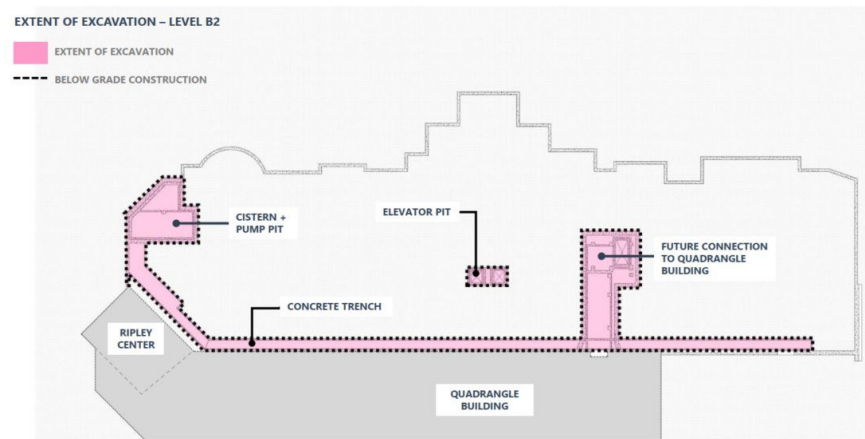 EXTENT OF EXCAVATION – LEVEL B2
EXTENT OF EXCAVATION
BELOW GRADE CONSTRUCTION
CISTERN +
PUMP PIT
ELEVATOR PIT
FUTURE CONNECTION
TO QUADRANGLE
BUILDING
CONCRETE TRENCH
RIPLEY
CENTER
QUADRANGLE
BUILDING